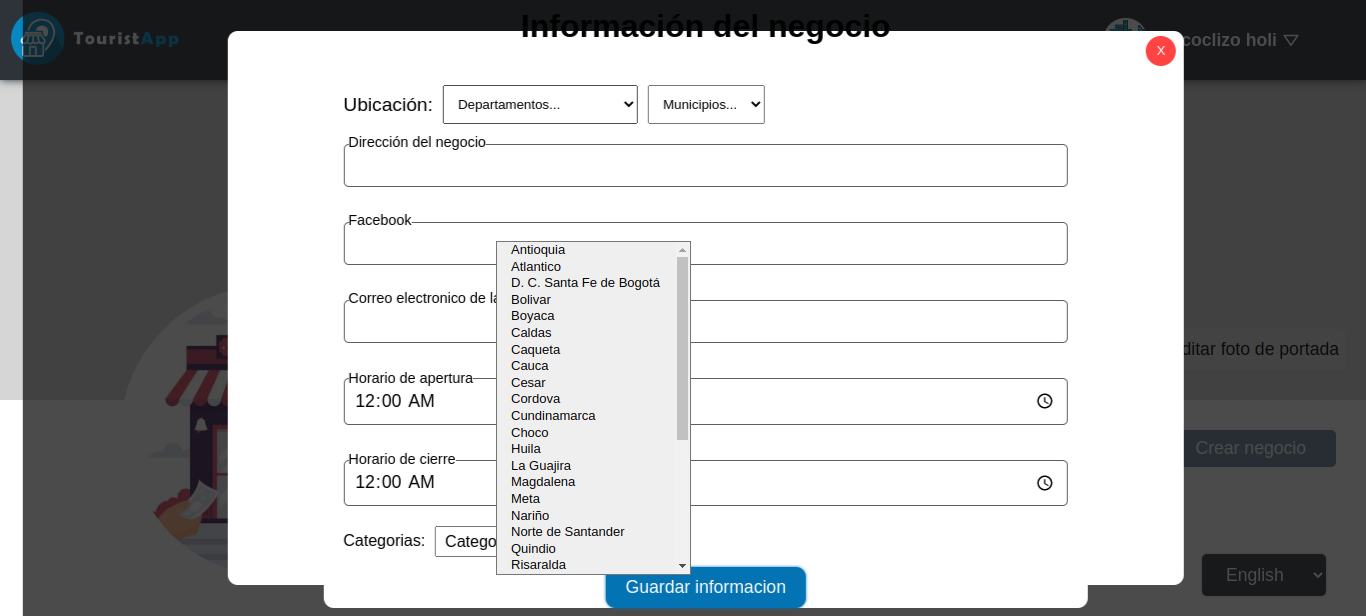 Información del negocio
TouristApp
coclizo holi
X
Ubicación:
Departamentos...
Municipios...
Dirección del negocio
Facebook
Correo electronico de
Horario de apertura
12:00 AM
Horario de cierre
12:00 AM
Categorias:
Antioquia
Atlantico
D. C. Santa Fe de Bogotá
Bolivar
Boyaca
Caldas
Caqueta
Cauca
Cesar
Cordova
Cundinamarca
Choco
Huila
La Guajira
Magdalena
Meta
Nariño
Norte de Santander
Quindio
Risaralda
Guardar informacion
ditar foto de portada
Crear negocio
English